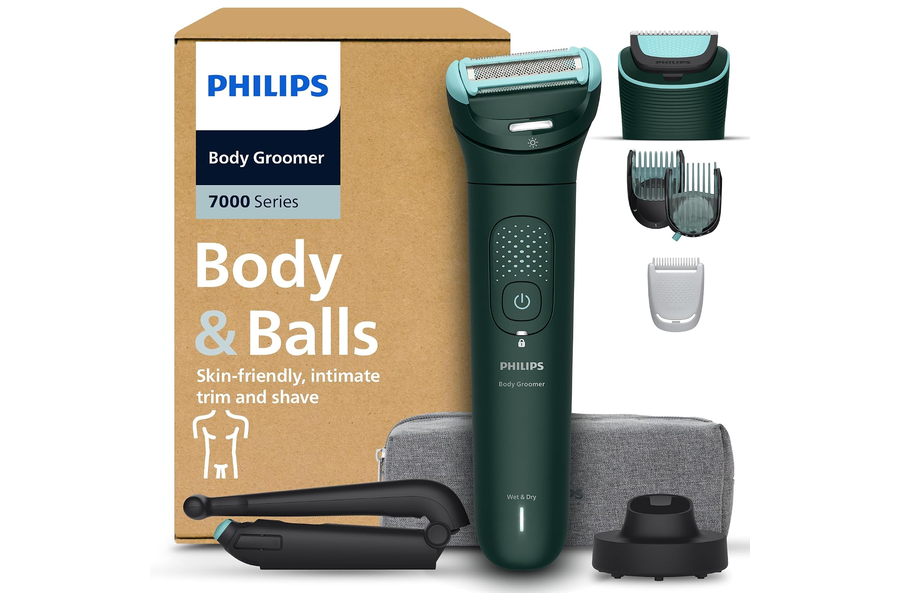 PHILIPS
Body Groomer
7000 Series
Body
& Balls
Skin-friendly, intimate
trim and shave
PHILIPS
Body Groomer
Wet & Dry